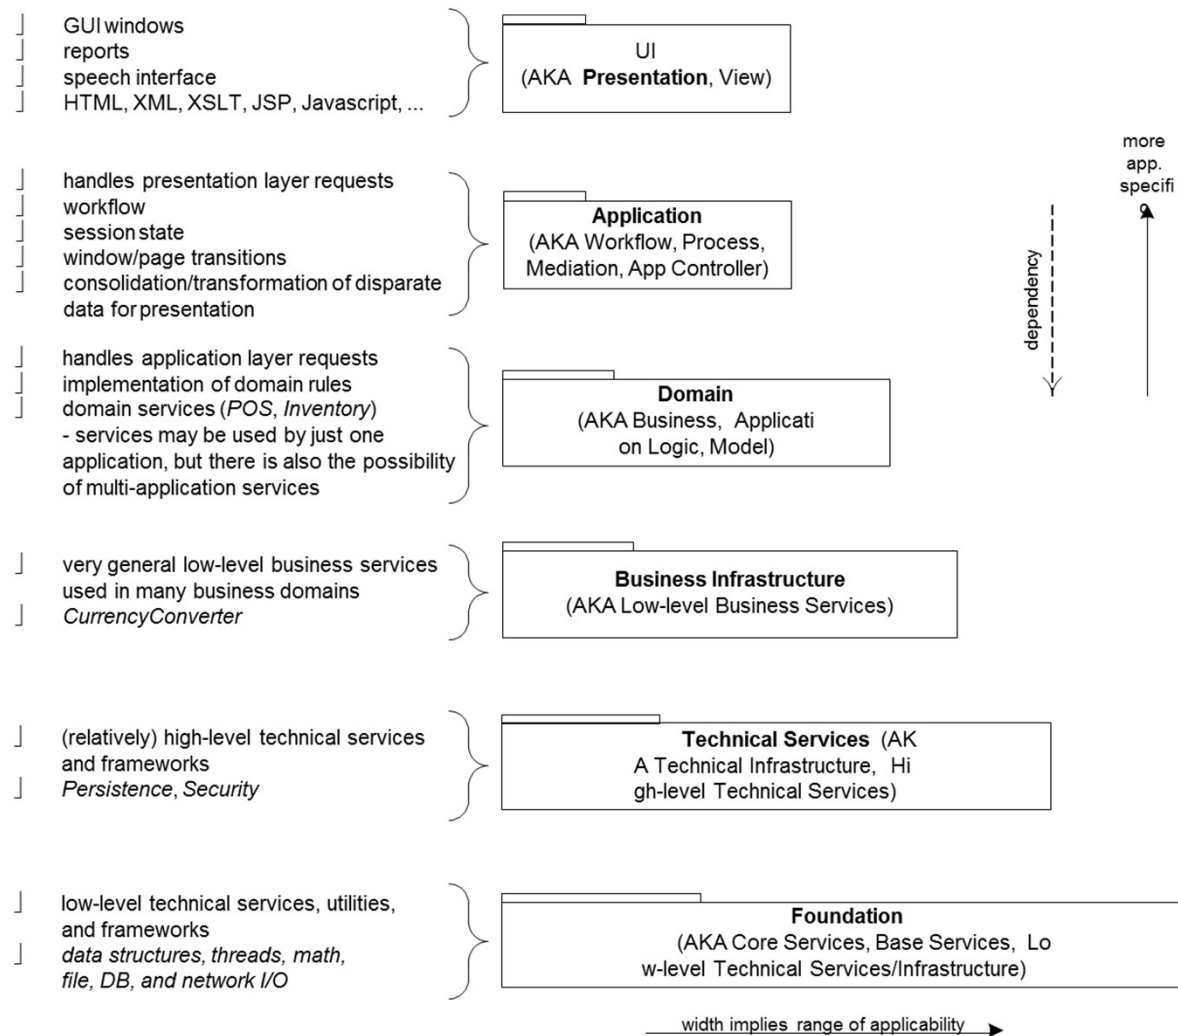 GUI windows
reports
speech interface
HTML, XML, XSLT, JSP, Javascript, ...
UI
(AKA Presentation, View)
handles presentation layer requests
workflow
session state
window/page transitions
consolidation/transformation of disparate
data for presentation
Application
(AKA Workflow, Process,
Mediation, App Controller)
more
app.
specifi
c
dependency
handles application layer requests
implementation of domain rules
domain services (POS, Inventory)
- services may be used by just one
application, but there is also the possibility
of multi-application services
Domain
(AKA Business, Applicati
on Logic, Model)
very general low-level business services
used in many business domains
CurrencyConverter
Business Infrastructure
(AKA Low-level Business Services)
(relatively) high-level technical services
and frameworks
Persistence, Security
Technical Services (AK
A Technical Infrastructure, Hi
gh-level Technical Services)
low-level technical services, utilities,
and frameworks
data structures, threads, math,
file, DB, and network I/O
Foundation
(AKA Core Services, Base Services, Lo
w-level Technical Services/Infrastructure)
width implies range of applicability